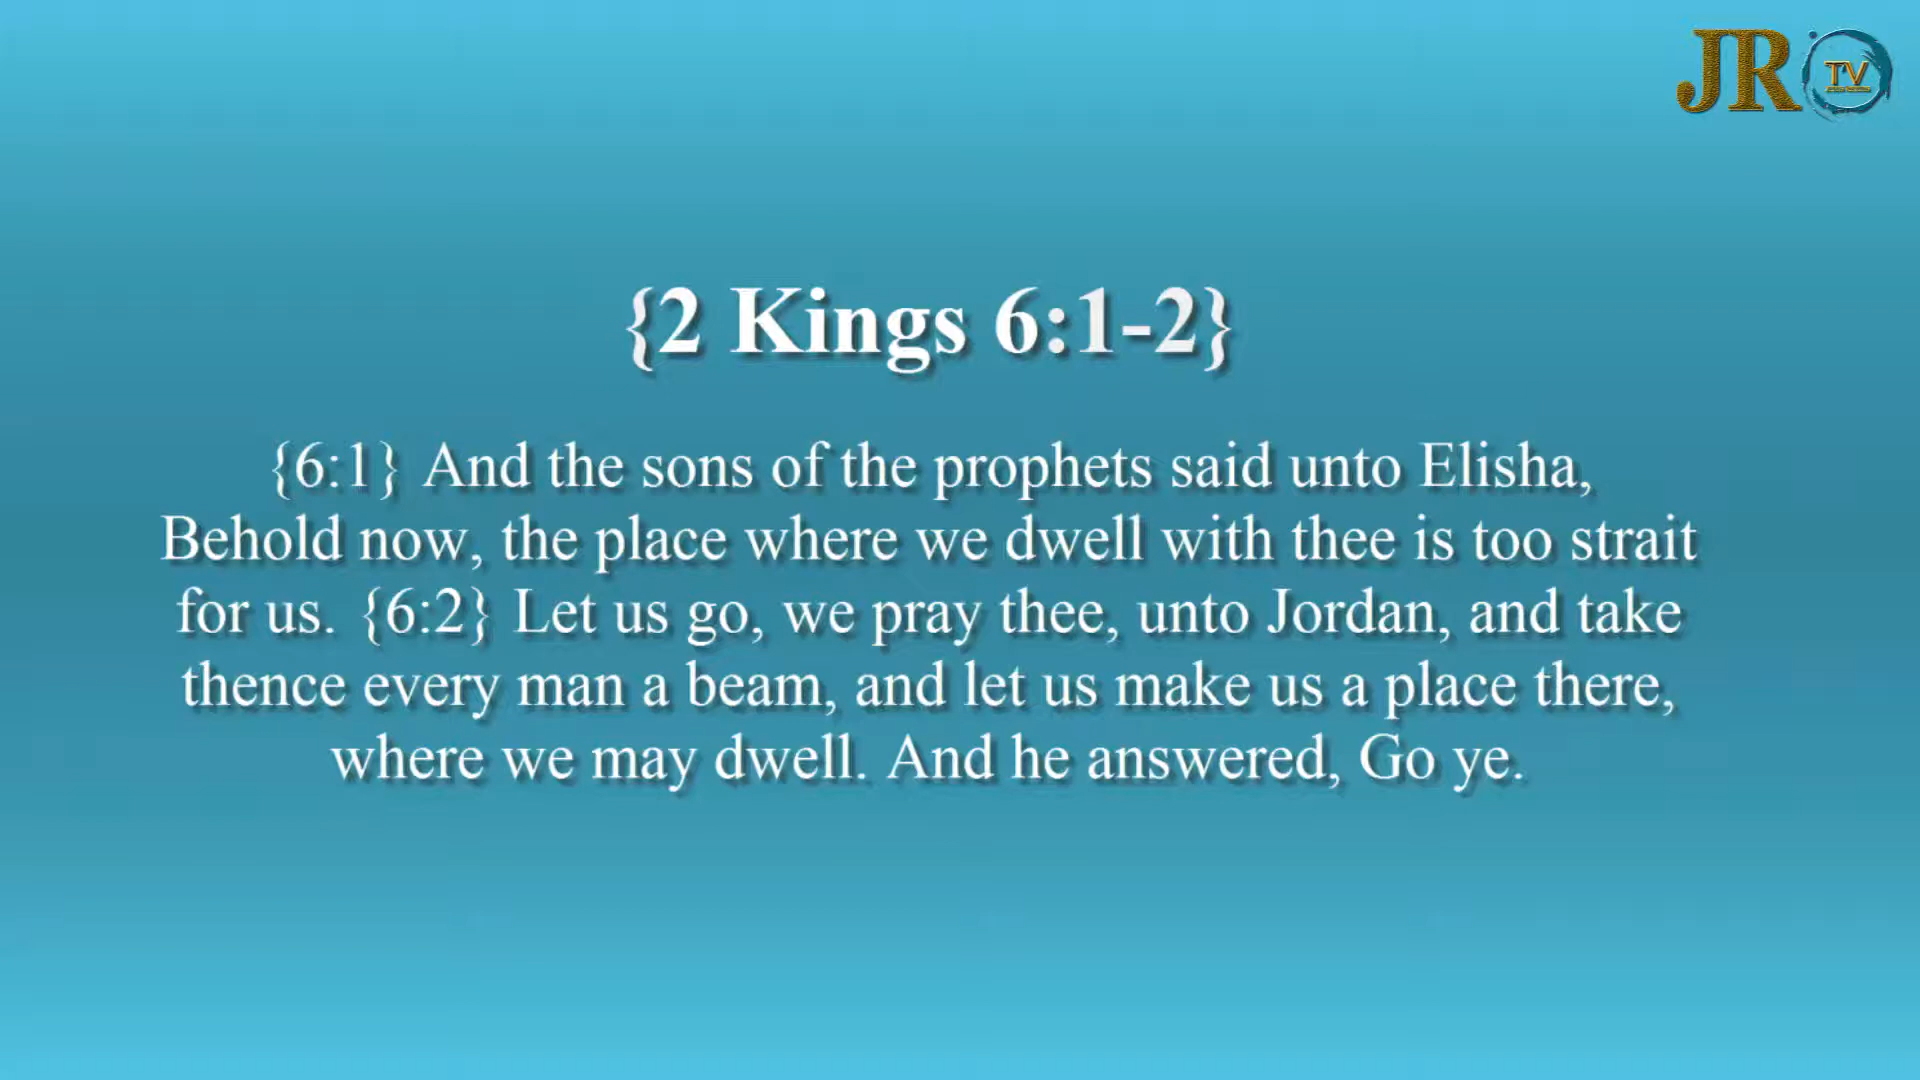 JR TV
{2 Kings 6:1-2}
{6:1} And the sons of the prophets said unto Elisha,
Behold now, the place where we dwell with thee is too strait
for us. {6:2} Let us go, we pray thee, unto Jordan, and take
thence every man a beam, and let us make us a place there,
where we may dwell. And he answered, Go ye.